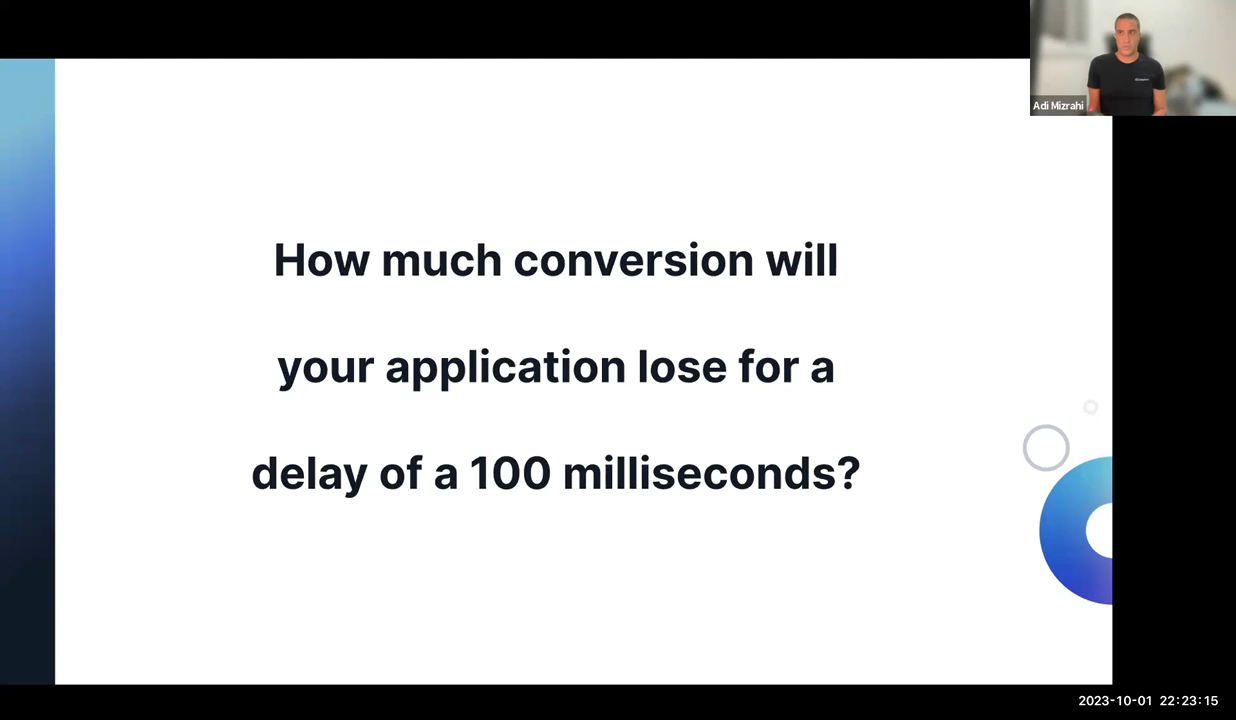 Adi Mizrahi
How much conversion will
your application lose for a
delay of a 100 milliseconds?
2023-10-01 22:23:15